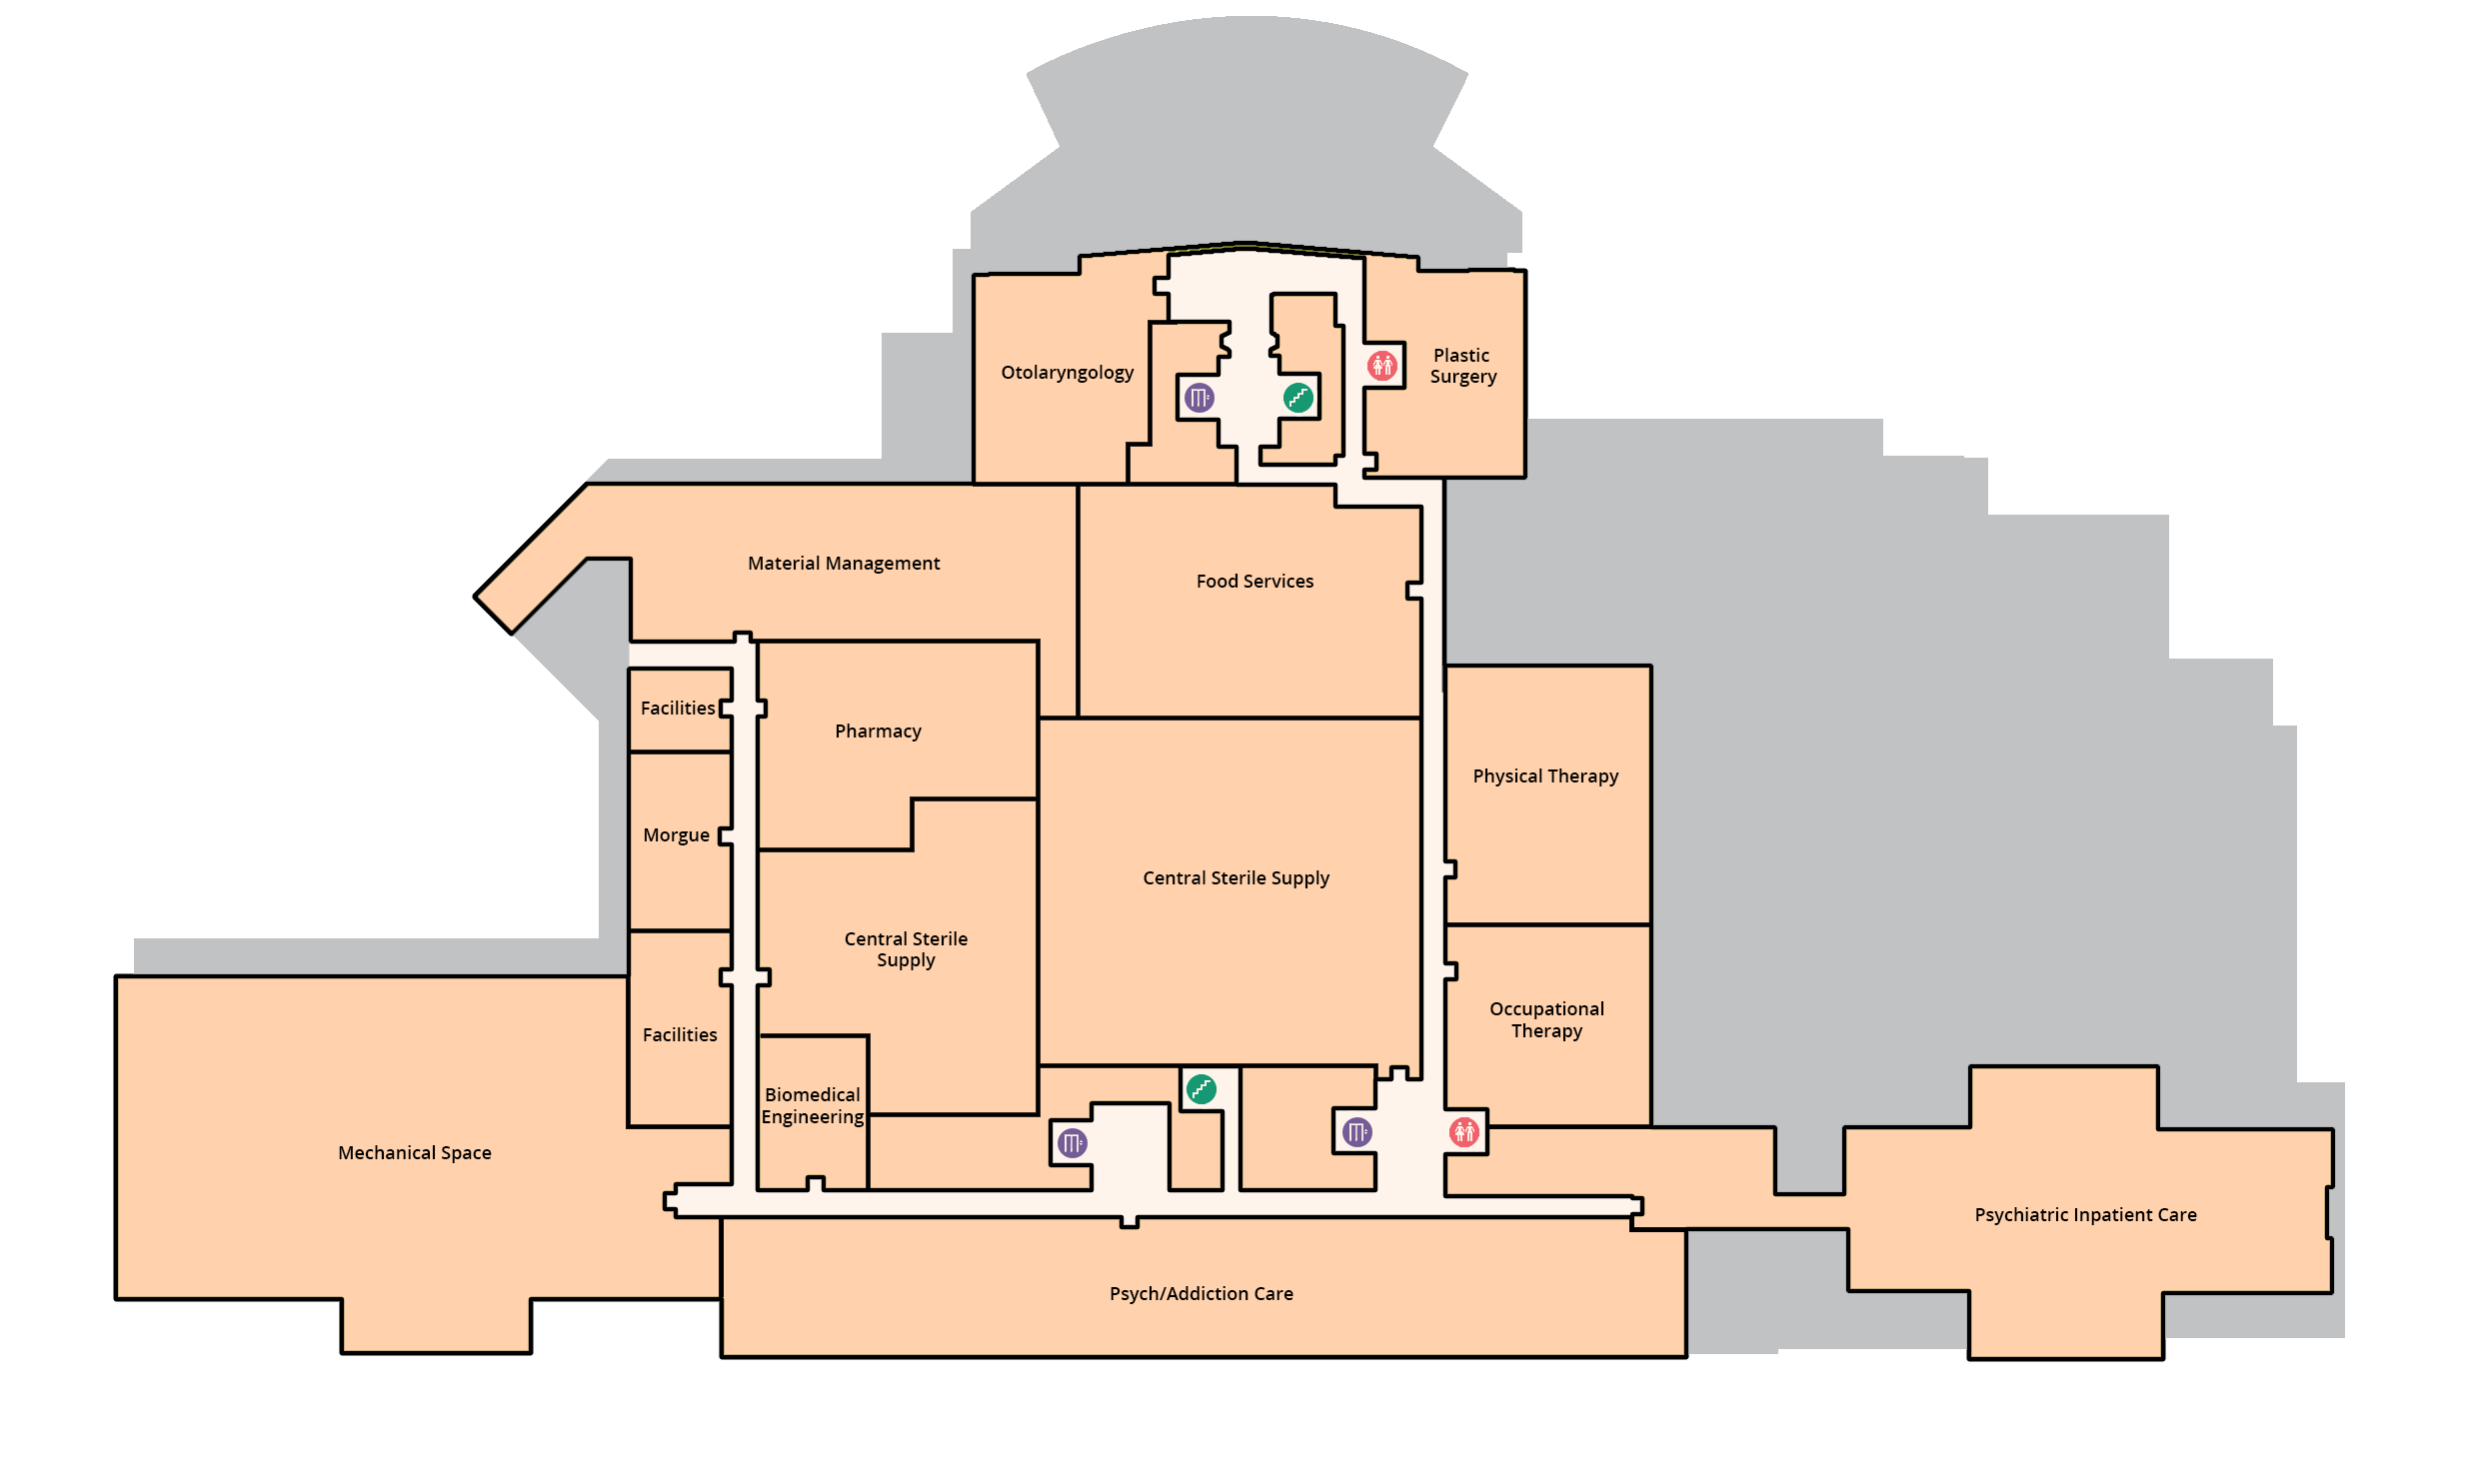 Otolaryngology
Plastic
Surgery
Material Management
Food Services
Facilities
Pharmacy
Physical Therapy
Morgue
Central Sterile Supply
Central Sterile
Supply
Occupational
Therapy
Facilities
Biomedical
Engineering
Mechanical Space
Psychiatric Inpatient Care
Psych/Addiction Care